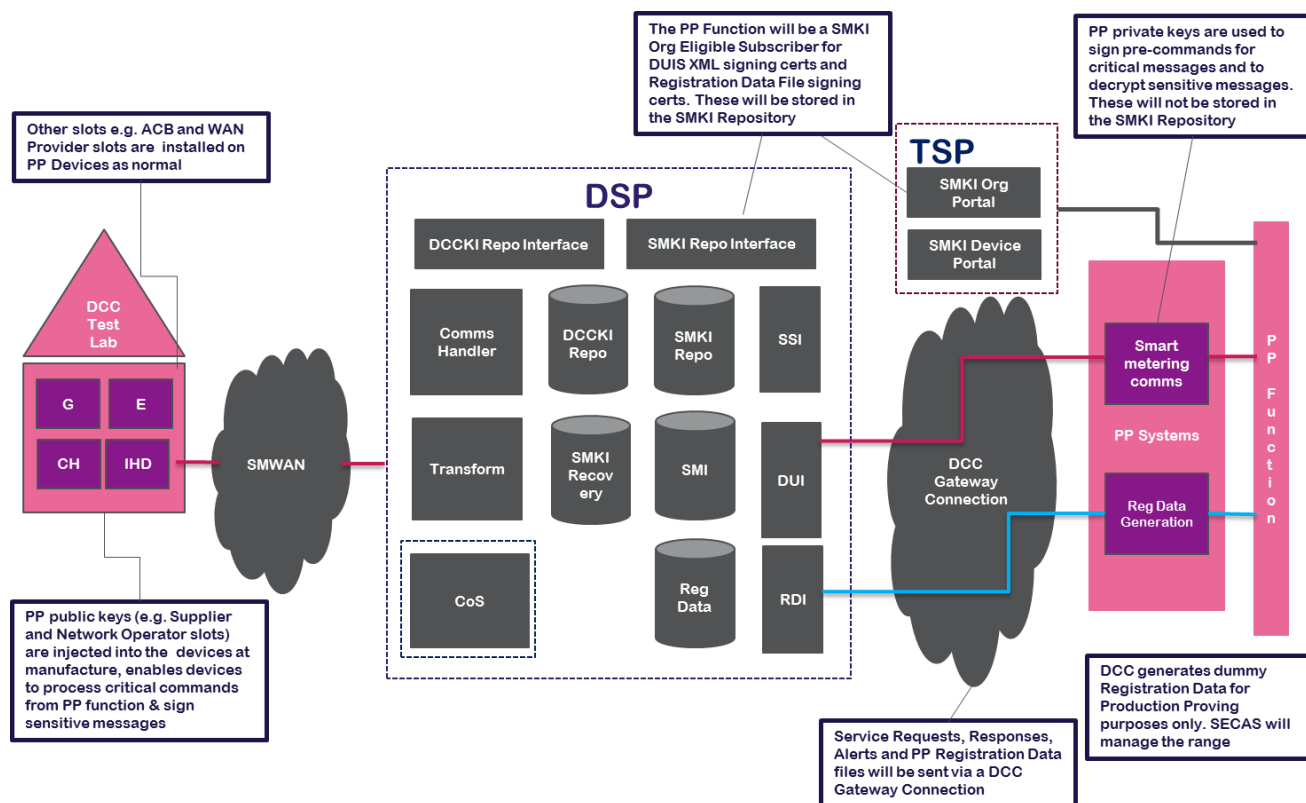 The PP Function will be a SMKI
Org Eligible Subscriber for
DUIS XML signing certs and
Registration Data File signing
certs. These will be stored in
the SMKI Repository
PP private keys are used to
sign pre-commands for
critical messages and to
decrypt sensitive messages.
These will not be stored in
the SMKI Repository
Other slots e.g. ACB and WAN
Provider slots are installed on
PP Devices as normal
TSP
SMKI Org
Portal
SMKI Device
Portal
DSP
DCCKI Repo Interface
SMKI Repo Interface
DCC
Test
Lab
G
E
CH
IHD
SMWAN
Comms
Handler
DCCKI
Repo
SMKI
Repo
SSI
Transform
SMKI
Recov
ery
SMI
DUI
CoS
Reg
Data
RDI
DCC
Gateway
Connection
Smart
metering
comms
PP Systems
Reg Data
Generation
PP Function
PP public keys (e.g. Supplier
and Network Operator slots)
are injected into the devices at
manufacture, enables devices
to process critical commands
from PP function & sign
sensitive messages
Service Requests, Responses,
Alerts and PP Registration Data
files will be sent via a DCC
Gateway Connection
DCC generates dummy
Registration Data for
Production Proving
purposes only. SECAS will
manage the range